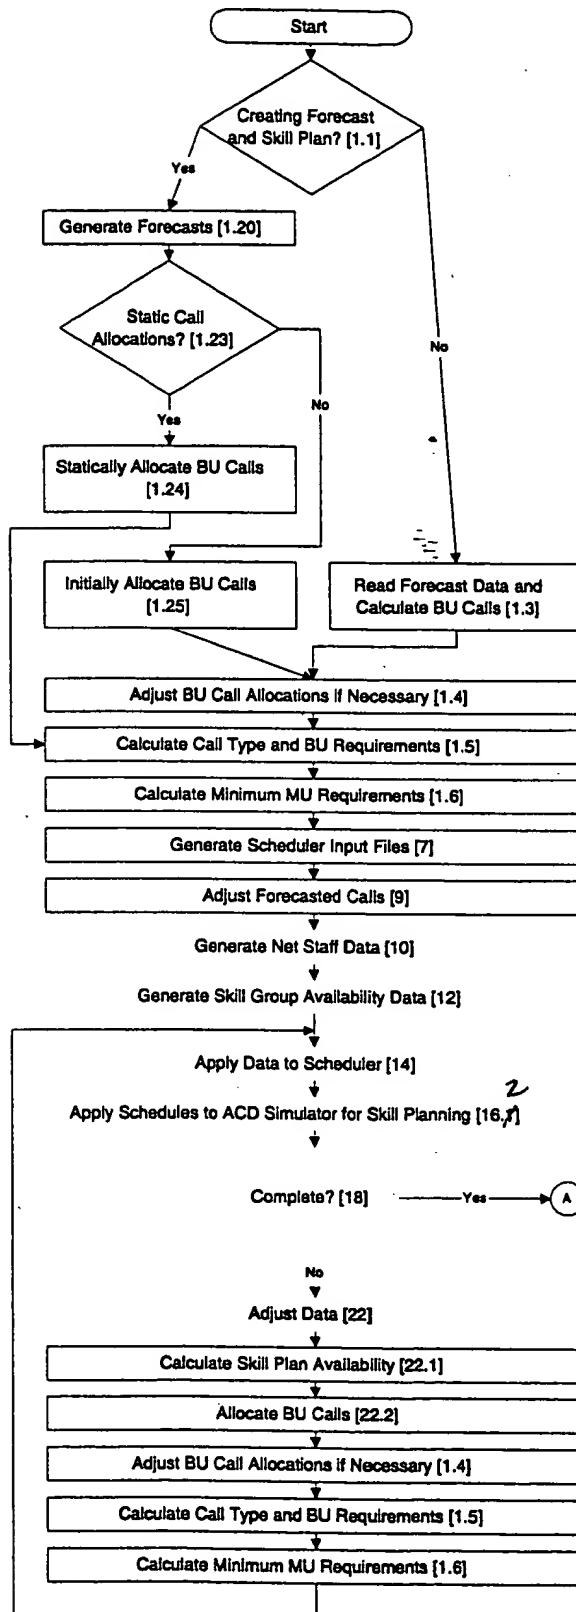 Start
Creating Forecast
and Skill Plan? [1.1]
Yes
Generate Forecasts [1.20]
Static Call
Allocations? [1.23]
No
No
Yes
Statically Allocate BU Calls
[1.24]
Initially Allocate BU Calls
[1.25]
Read Forecast Data and
Calculate BU Calls [1.3]
Adjust BU Call Allocations if Necessary [1.4]
Calculate Call Type and BU Requirements [1.5]
Calculate Minimum MU Requirements [1.6]
Generate Scheduler Input Files [7]
Adjust Forecasted Calls [9]
Generate Net Staff Data [10]
Generate Skill Group Availability Data [12]
Apply Data to Scheduler [14]
2
Apply Schedules to ACD Simulator for Skill Planning [16,]
Complete? [18]
Yes
A
No
Adjust Data [22]
Calculate Skill Plan Availability [22.1]
Allocate BU Calls [22.2]
Adjust BU Call Allocations if Necessary [1.4]
Calculate Call Type and BU Requirements [1.5]
Calculate Minimum MU Requirements [1.6]